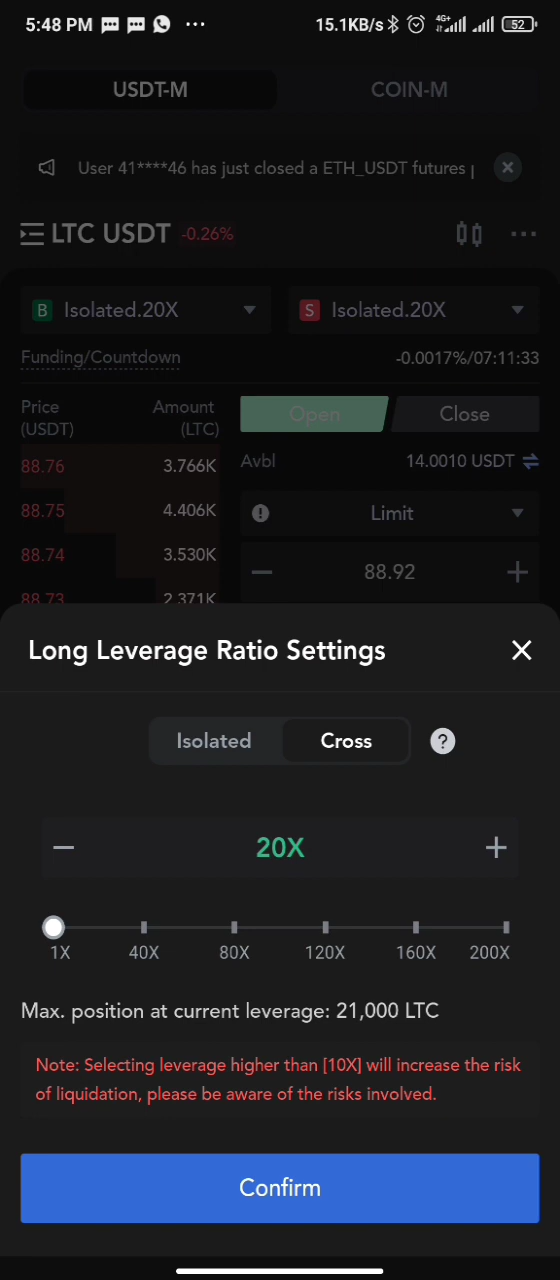 5:48 PM 15.1KB/s 4G+ 52
USDT-M COIN-M
User 41****46 has just closed a ETH_USDT futures
LTC USDT -0.26%
B Isolated.20X S Isolated.20X
Funding/Countdown -0.0017%/07:11:33
Price Amount Open Close
(USDT) (LTC)
88.76 3.766K Avbl 14.0010 USDT
88.75 4.406K Limit
88.74 3.530K 88.92
88.73 2.371K
Long Leverage Ratio Settings
Isolated Cross ?
20X
1X 40X 80X 120X 160X 200X
Max. position at current leverage: 21,000 LTC
Note: Selecting leverage higher than [10X] will increase the risk
of liquidation, please be aware of the risks involved.
Confirm